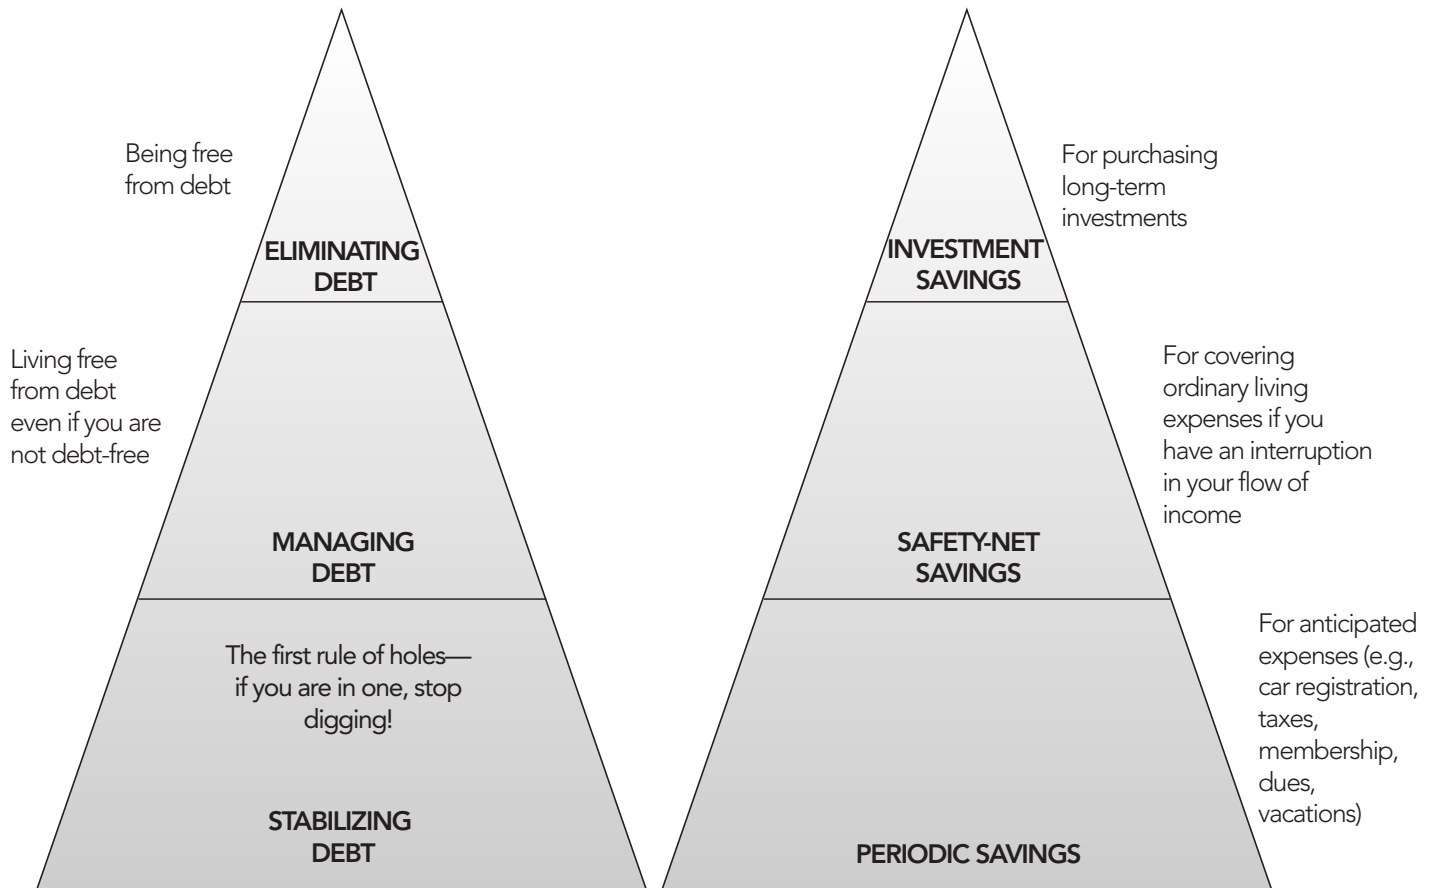 Being free
from debt
ELIMINATING
DEBT
Living free
from debt
even if you are
not debt-free
MANAGING
DEBT
The first rule of holes—
if you are in one, stop
digging!
STABILIZING
DEBT
For purchasing
long-term
investments
INVESTMENT
SAVINGS
For covering
ordinary living
expenses if you
have an interruption
in your flow of
income
SAFETY-NET
SAVINGS
For anticipated
expenses (e.g.,
car registration,
taxes,
membership,
dues,
vacations)
PERIODIC SAVINGS